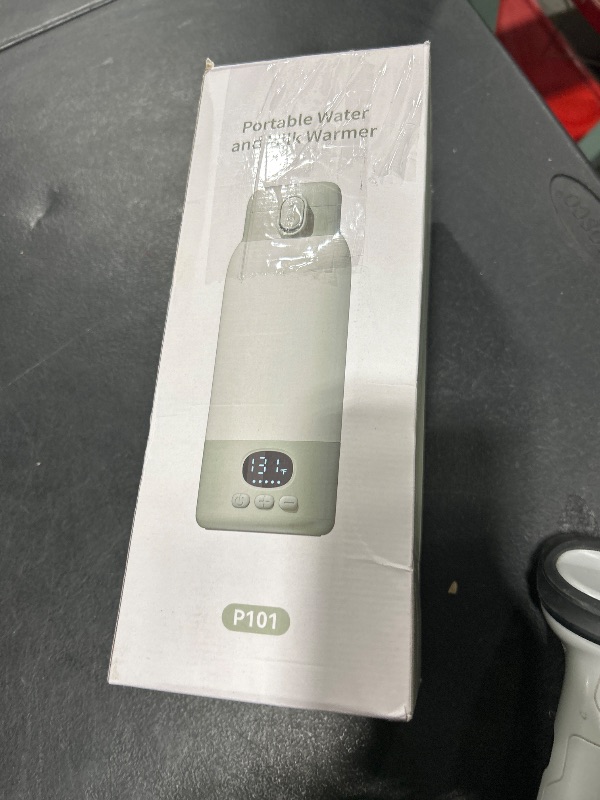 Portable Water
and Milk Warmer
131°F
P101